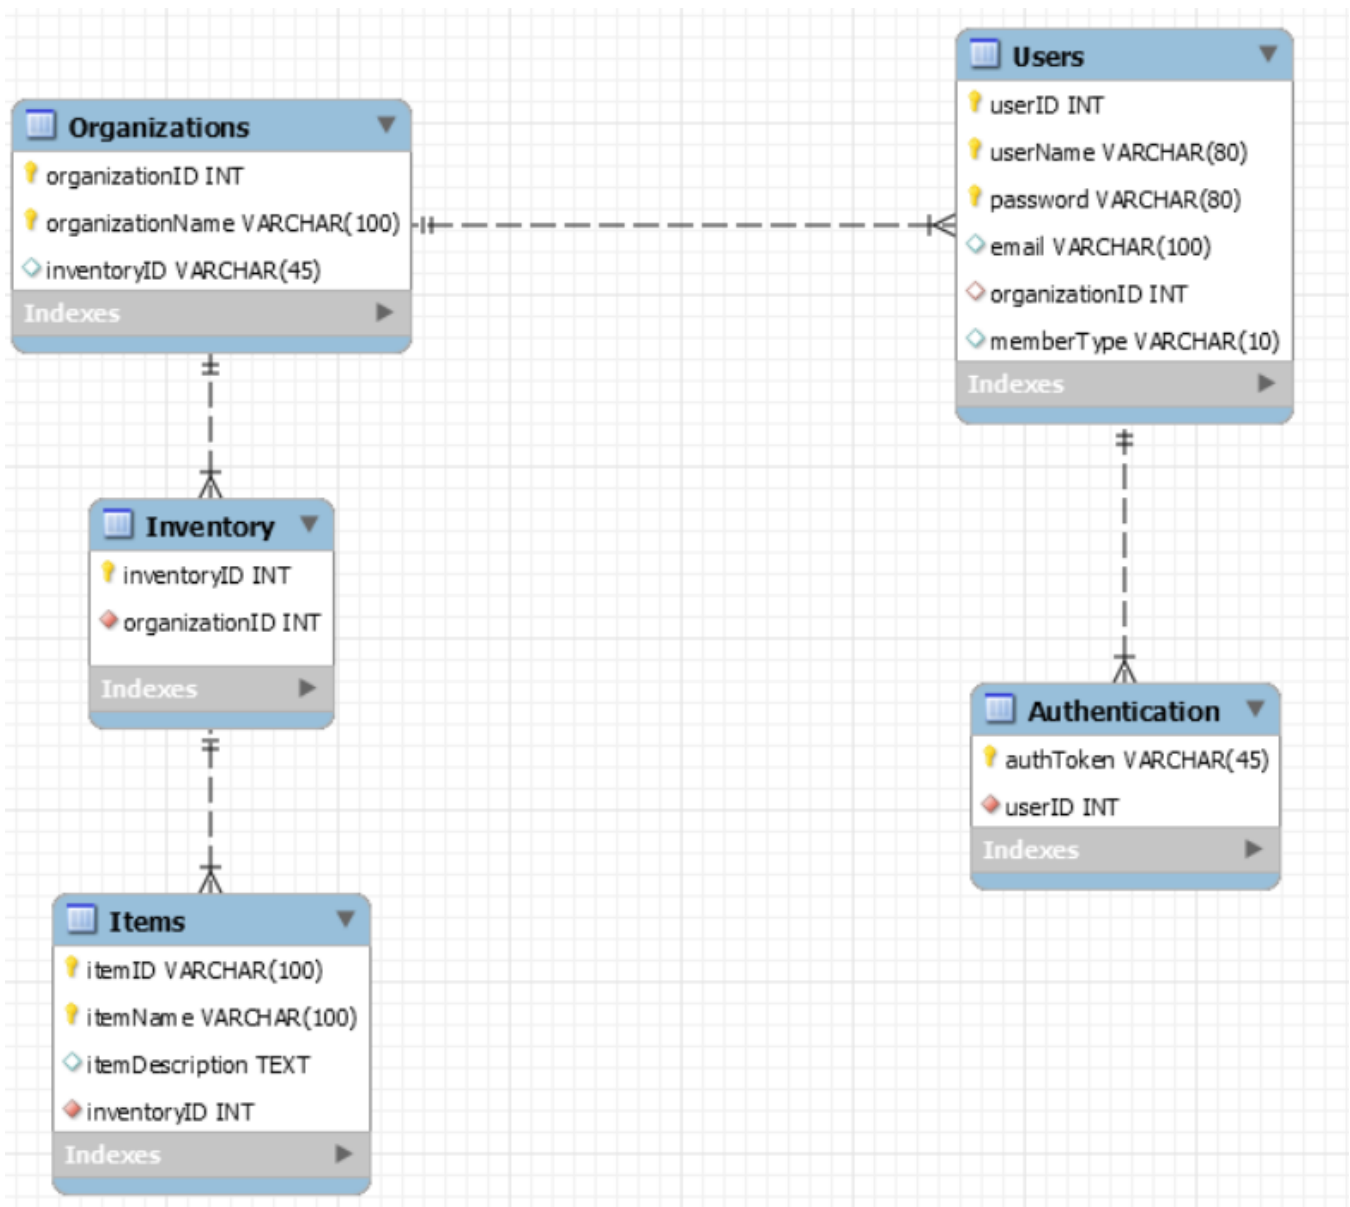 Organizations
organizationID INT
organizationName VARCHAR(100)
inventoryID VARCHAR(45)
Indexes
Users
userID INT
userName VARCHAR(80)
password VARCHAR(80)
email VARCHAR(100)
organizationID INT
memberType VARCHAR(10)
Indexes
Inventory
inventoryID INT
organizationID INT
Indexes
Authentication
authToken VARCHAR(45)
userID INT
Indexes
Items
itemID VARCHAR(100)
itemName VARCHAR(100)
itemDescription TEXT
inventoryID INT
Indexes